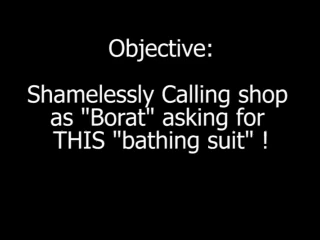 Objective:
Shamelessly Calling shop
as "Borat" asking for
THIS "bathing suit" !